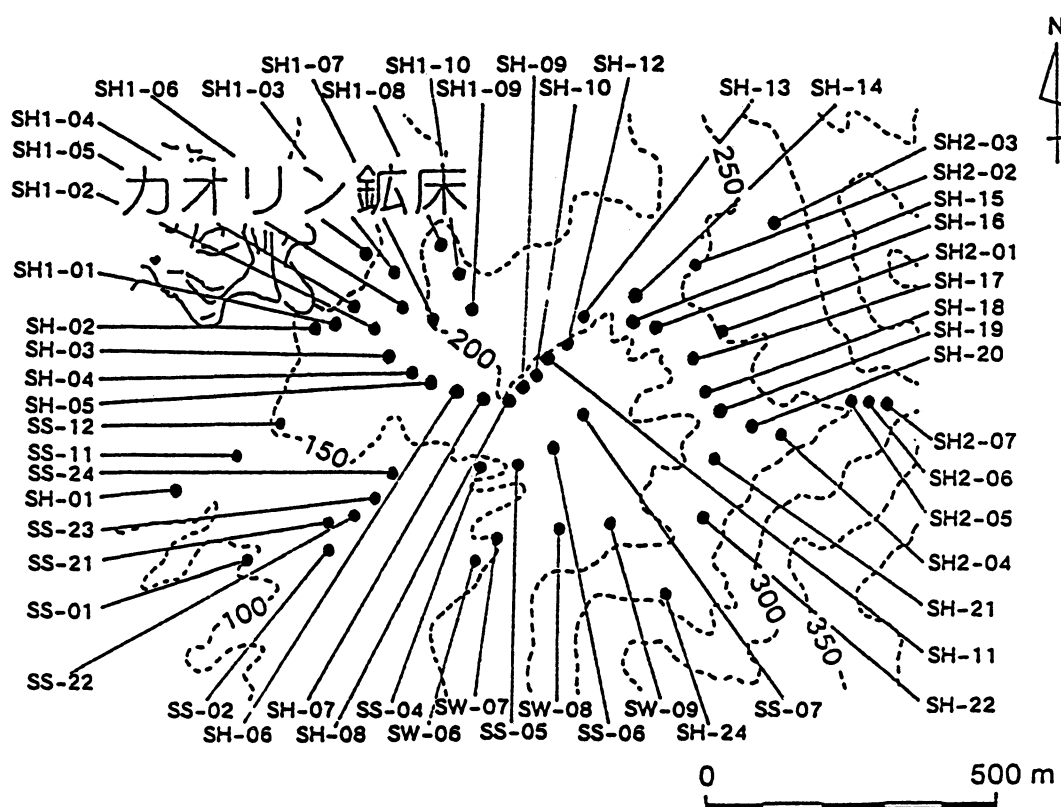 N
SH1-07 SH1-10 SH-09 SH-12
SH1-06 SH1-03 SH1-08 SH1-09 SH-10 SH-13 SH-14
SH1-04
SH1-05
SH1-02
カオリン鉱床
SH1-01
SH-02
SH-03
SH-04
SH-05
SS-12
SS-11
SS-24
SH-01
SS-23
SS-21
SS-01
SS-22
250
200
150
100
300
350
SH2-03
SH2-02
SH-15
SH-16
SH2-01
SH-17
SH-18
SH-19
SH-20
SH2-07
SH2-06
SH2-05
SH2-04
SH-21
SH-11
SH-22
SS-02 SH-07 SS-04 SW-07 SW-08 SW-09 SS-07
SH-06 SH-08 SW-06 SS-05 SS-06 SH-24
0 500 m